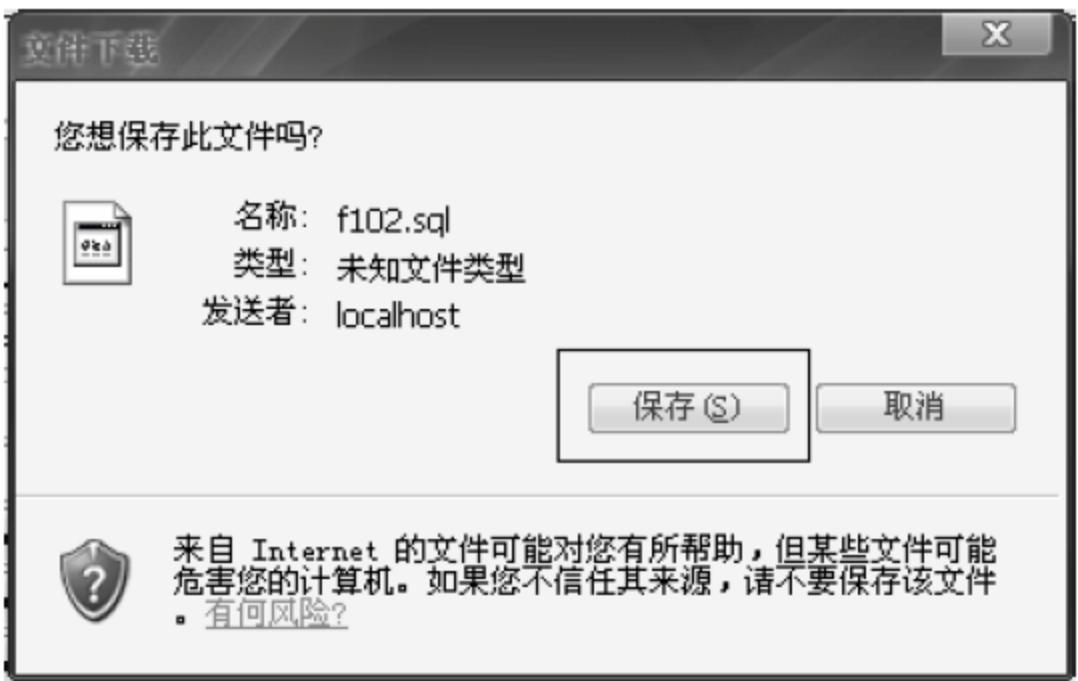 文件下载
X
您想保存此文件吗?
名称: f102.sql
类型: 未知文件类型
发送者: localhost
保存(S) 取消
来自 Internet 的文件可能对您有所帮助,但某些文件可能
危害您的计算机。如果您不信任其来源,请不要保存该文件
。有何风险?